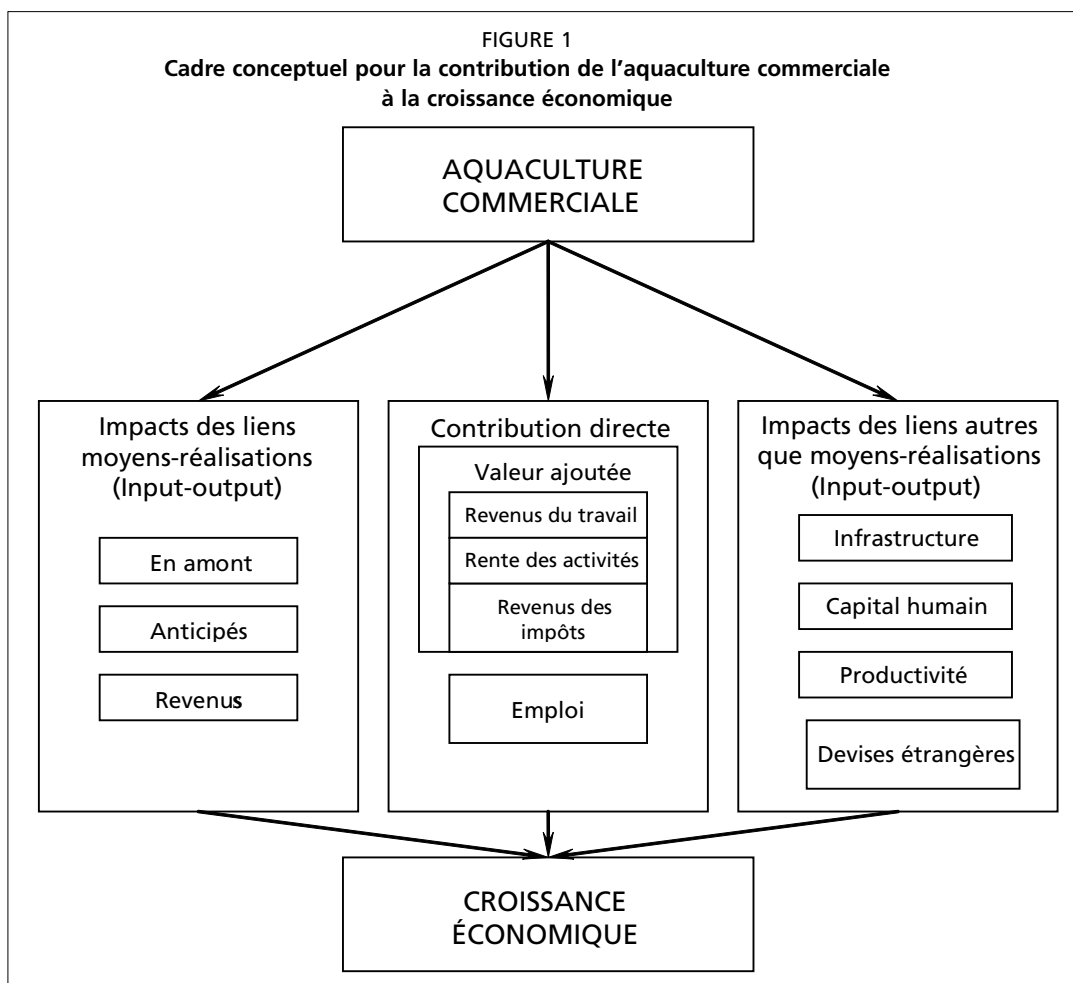 FIGURE 1
Cadre conceptuel pour la contribution de l’aquaculture commerciale
à la croissance économique
AQUACULTURE
COMMERCIALE
Impacts des liens
moyens-réalisations
(Input-output)
En amont
Anticipés
Revenus
Contribution directe
Valeur ajoutée
Revenus du travail
Rente des activités
Revenus des
impôts
Emploi
Impacts des liens autres
que moyens-réalisations
(Input-output)
Infrastructure
Capital humain
Productivité
Devises étrangères
CROISSANCE
ÉCONOMIQUE